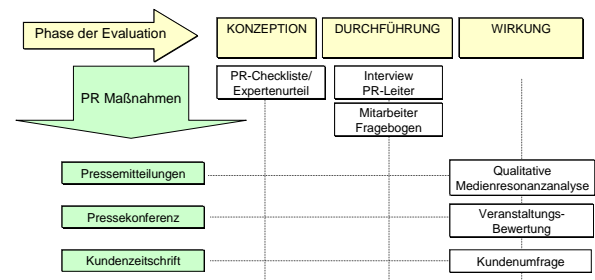 Phase der Evaluation
KONZEPTION
DURCHFÜHRUNG
WIRKUNG
PR-Checkliste/
Expertenurteil
Interview
PR-Leiter
PR Maßnahmen
Mitarbeiter
Fragebogen
Pressemitteilungen
Qualitative
Medienresonanzanalyse
Pressekonferenz
Veranstaltungs-
Bewertung
Kundenzeitschrift
Kundenumfrage